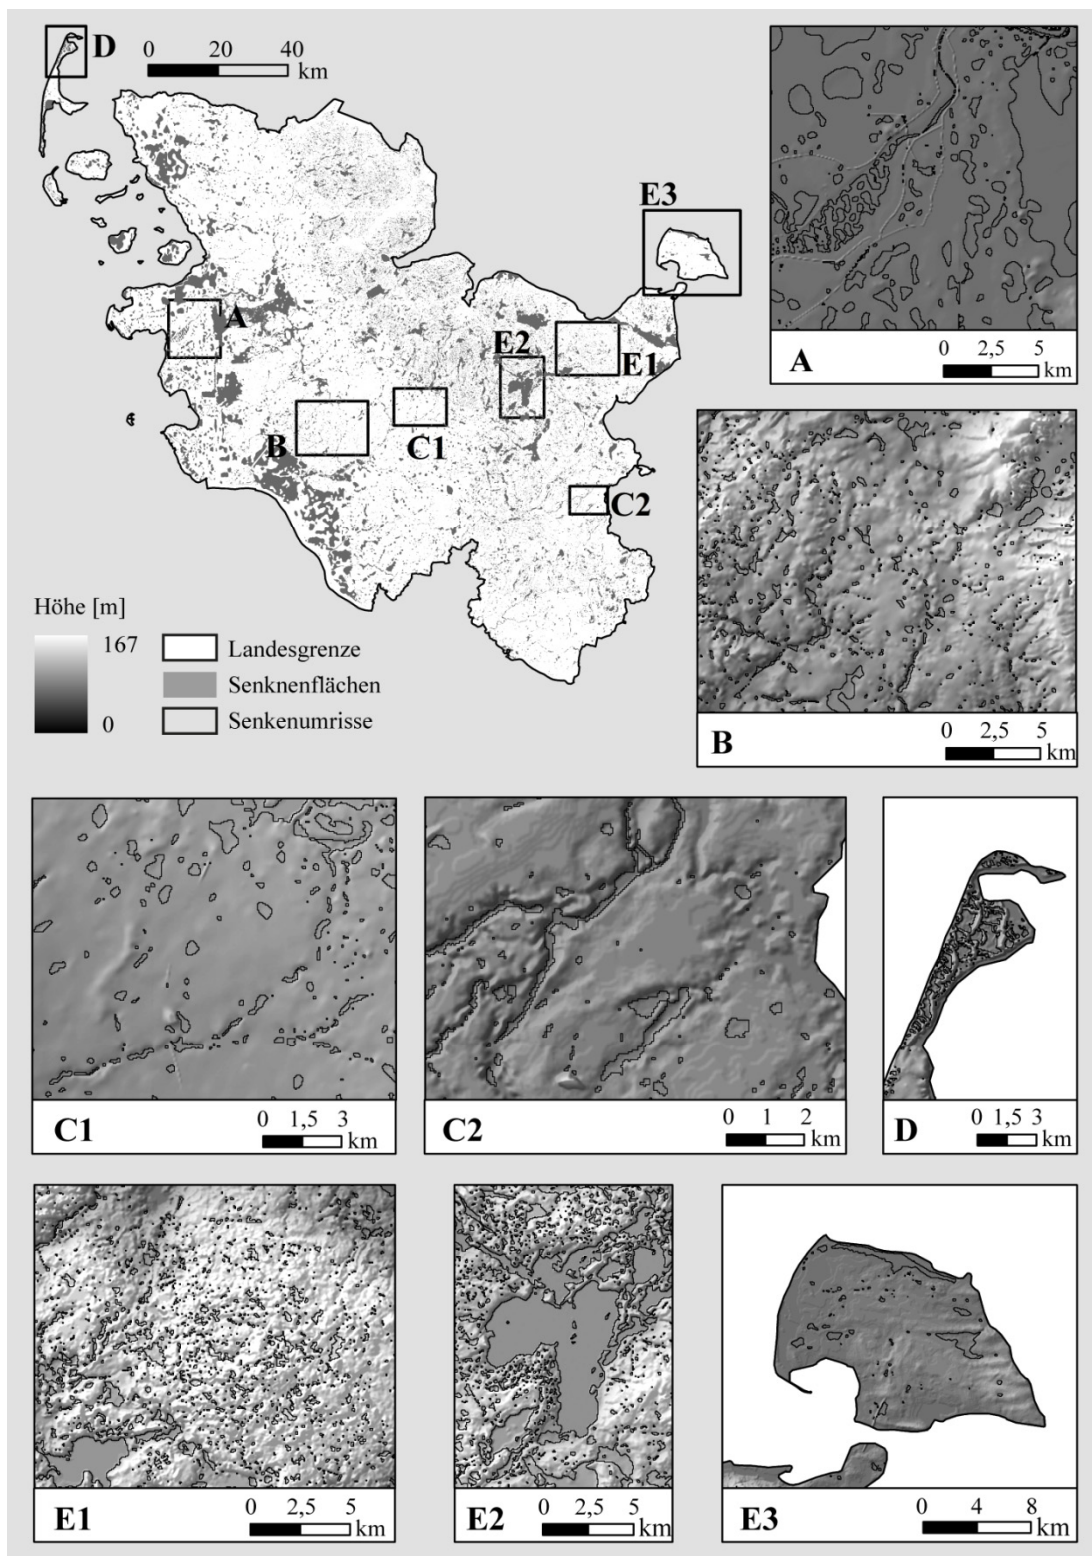 D
0 20 40
km
E3
A
E2
E1
B
C1
C2
Höhe [m]
167
0
Landesgrenze
Senknenflächen
Senkenumrisse
A
0 2,5 5
km
B
0 2,5 5
km
C1
0 1,5 3
km
C2
0 1 2
km
D
0 1,5 3
km
E1
0 2,5 5
km
E2
0 2,5 5
km
E3
0 4 8
km